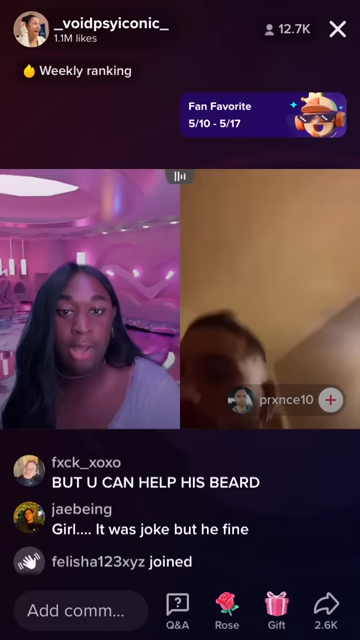 _voidpsyiconic_
1.1M likes
12.7K
Weekly ranking
Fan Favorite
5/10 - 5/17
prxnce10
fxck_xoxo
BUT U CAN HELP HIS BEARD
jaebeing
Girl.... It was joke but he fine
felisha123xyz joined
Add comm...
Q&A
Rose
Gift
2.6K